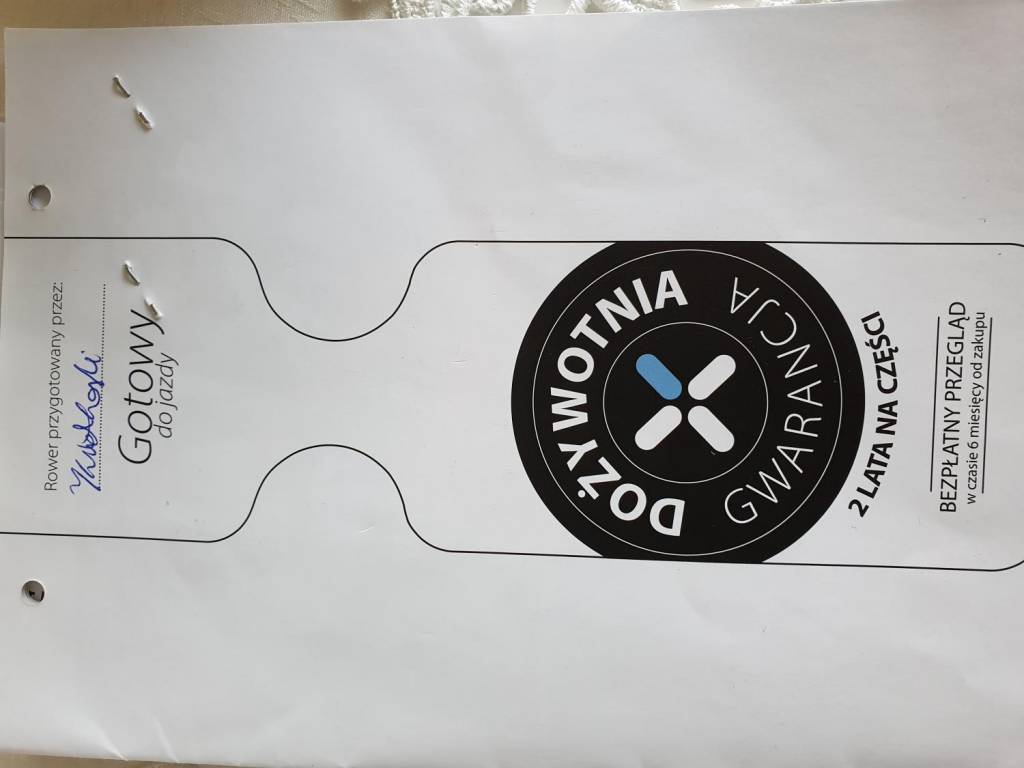 Rower przygotowany przez:
Gotowy
do jazdy
DOŻYWOTNIA
GWARANCJA
2 LATA NA CZĘŚCI
BEZPŁATNY PRZEGLĄD
w czasie 6 miesięcy od zakupu